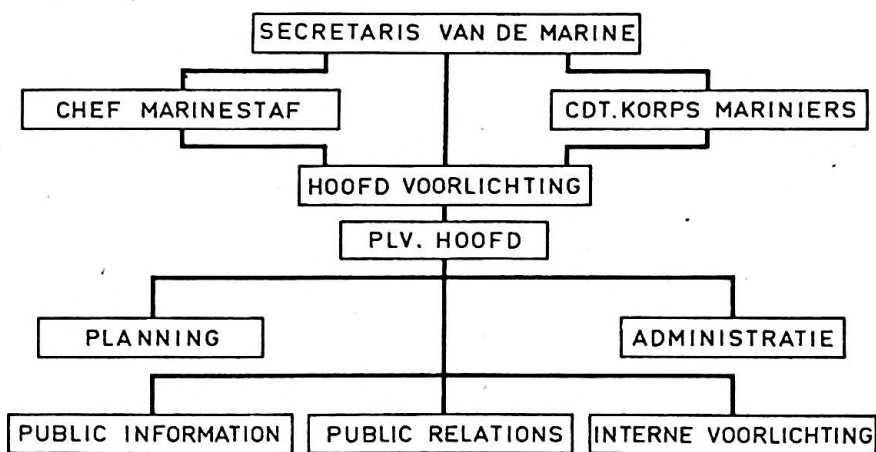 SECRETARIS VAN DE MARINE
CHEF MARINESTAF
CDT. KORPS MARINIERS
HOOFD VOORLICHTING
PLV. HOOFD
PLANNING
ADMINISTRATIE
PUBLIC INFORMATION
PUBLIC RELATIONS
INTERNE VOORLICHTING